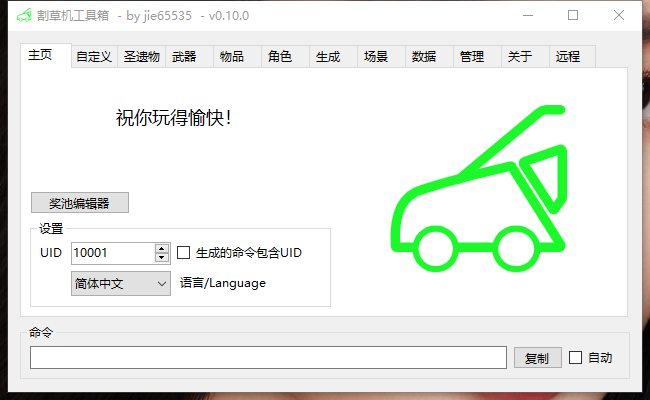 割草机工具箱 - by jie65535 - v0.10.0
主页 自定义 圣遗物 武器 物品 角色 生成 场景 数据 管理 关于 远程
祝你玩得愉快！
奖池编辑器
设置
UID 10001 生成的命令包含UID
简体中文 语言/Language
命令
复制 自动